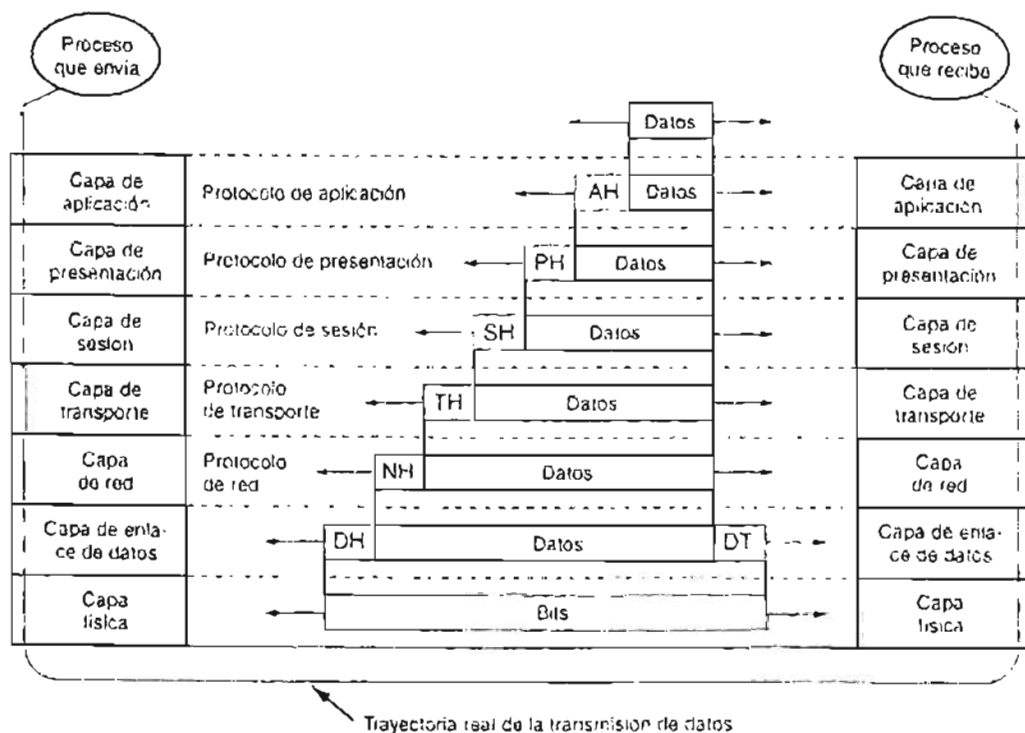 Proceso
que envía
Proceso
que recibe
Datos
Capa de
aplicación
Protocolo de aplicación
AH
Datos
Capa de
aplicación
Capa de
presentación
Protocolo de presentación
PH
Datos
Capa de
presentación
Capa de
sesion
Protocolo de sesión
SH
Datos
Capa de
sesión
Capa de
transporte
Protocolo
de transporte
TH
Datos
Capa de
transporte
Capa
de red
Protocolo
de red
NH
Datos
Capa
de red
Capa de enla-
ce de datos
DH
Datos
DT
Capa de enla-
ce de datos
Capa
física
Bits
Capa
física
Trayectoria real de la transmision de datos